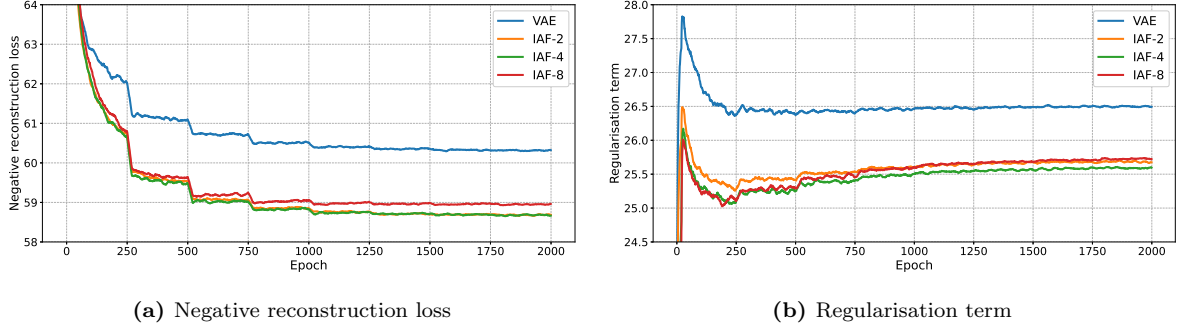 64
63
62
61
60
59
58
Negative reconstruction loss
0 250 500 750 1000 1250 1500 1750 2000
Epoch
VAE
IAF-2
IAF-4
IAF-8
(a) Negative reconstruction loss
28.0
27.5
27.0
26.5
26.0
25.5
25.0
24.5
Regularisation term
0 250 500 750 1000 1250 1500 1750 2000
Epoch
VAE
IAF-2
IAF-4
IAF-8
(b) Regularisation term